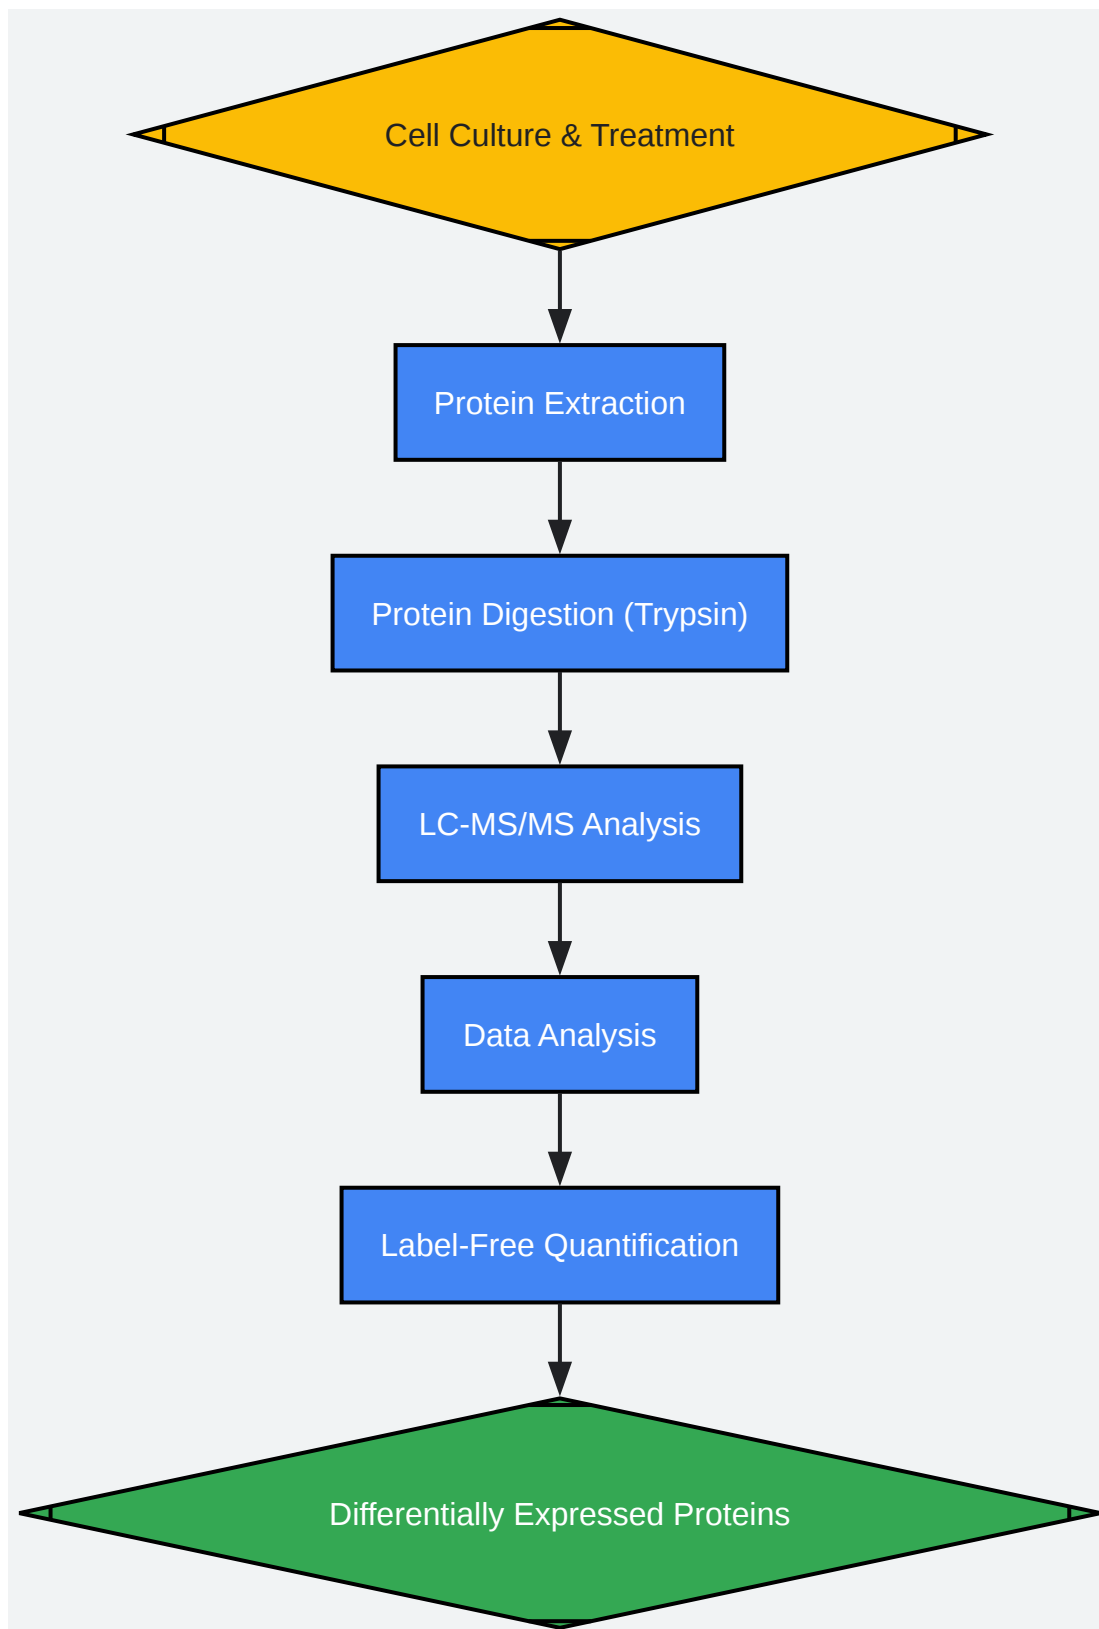 Cell Culture & Treatment
Protein Extraction
Protein Digestion (Trypsin)
LC-MS/MS Analysis
Data Analysis
Label-Free Quantification
Differentially Expressed Proteins